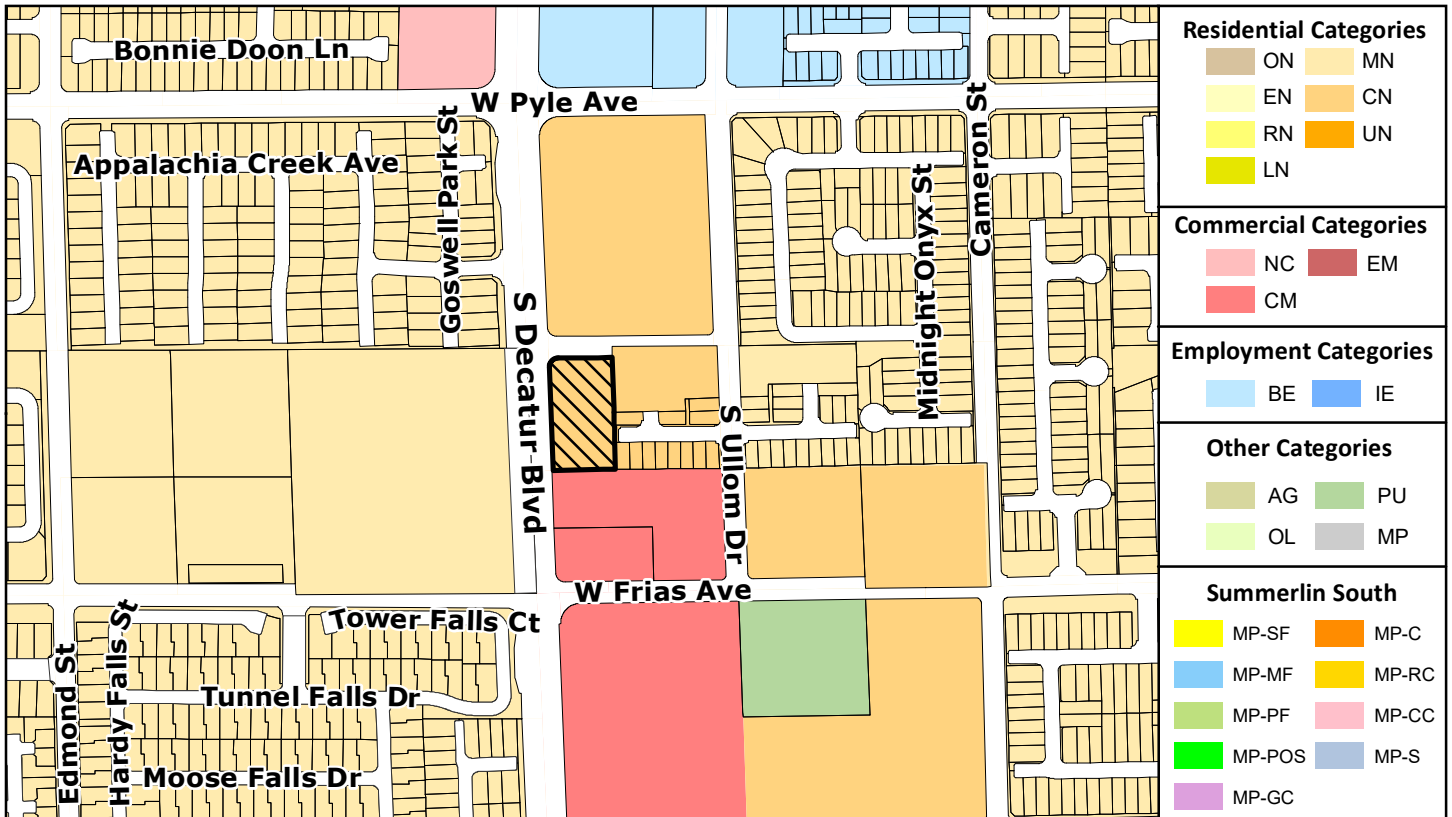 Bonnie Doon Ln
W Pyle Ave
Appalachia Creek Ave
Goswell Park St
S Decatur Blvd
Midnight Onyx St
Cameron St
S Ullom Dr
W Frias Ave
Tower Falls Ct
Edmond St
Hardy Falls St
Tunnel Falls Dr
Moose Falls Dr
Residential Categories
ON MN
EN CN
RN UN
LN
Commercial Categories
NC EM
CM
Employment Categories
BE IE
Other Categories
AG PU
OL MP
Summerlin South
MP-SF MP-C
MP-MF MP-RC
MP-PF MP-CC
MP-POS MP-S
MP-GC